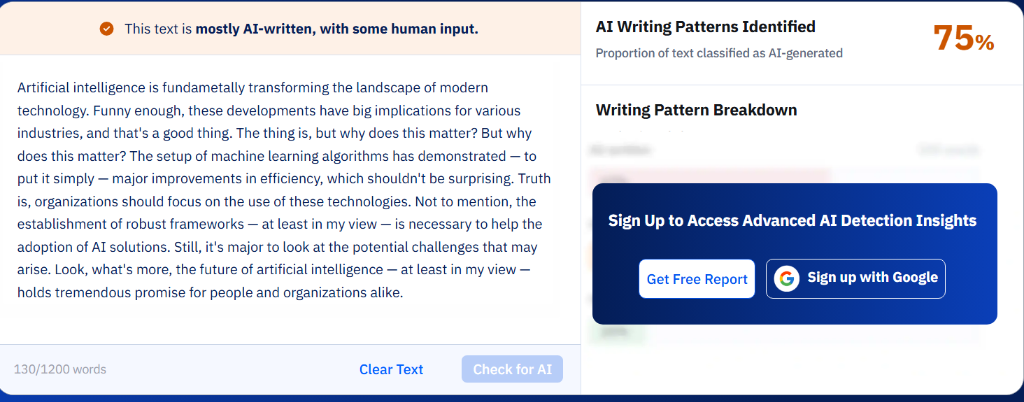 This text is mostly AI-written, with some human input.
Artificial intelligence is fundametally transforming the landscape of modern
technology. Funny enough, these developments have big implications for various
industries, and that's a good thing. The thing is, but why does this matter? But why
does this matter? The setup of machine learning algorithms has demonstrated — to
put it simply — major improvements in efficiency, which shouldn't be surprising. Truth
is, organizations should focus on the use of these technologies. Not to mention, the
establishment of robust frameworks — at least in my view — is necessary to help the
adoption of AI solutions. Still, it's major to look at the potential challenges that may
arise. Look, what's more, the future of artificial intelligence — at least in my view —
holds tremendous promise for people and organizations alike.
130/1200 words
Clear Text
Check for AI
AI Writing Patterns Identified
75%
Proportion of text classified as AI-generated
Writing Pattern Breakdown
Sign Up to Access Advanced AI Detection Insights
Get Free Report
Sign up with Google